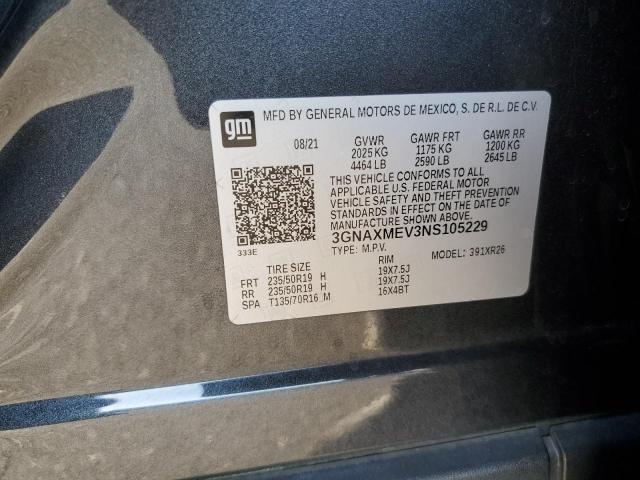 gm MFD BY GENERAL MOTORS DE MEXICO, S. DE R.L. DE C.V.
08/21 GVWR GAWR FRT GAWR RR
2025 KG 1175 KG 1200 KG
4464 LB 2590 LB 2645 LB
THIS VEHICLE CONFORMS TO ALL
APPLICABLE U.S. FEDERAL MOTOR
VEHICLE SAFETY AND THEFT PREVENTION
STANDARDS IN EFFECT ON THE DATE OF
MANUFACTURE SHOWN ABOVE.
3GNAXMEV3NS105229
333E TYPE: M.P.V. MODEL: 391XR26
TIRE SIZE RIM
FRT 235/50R19 H 19X7.5J
RR 235/50R19 H 19X7.5J
SPA T135/70R16 M 16X4BT